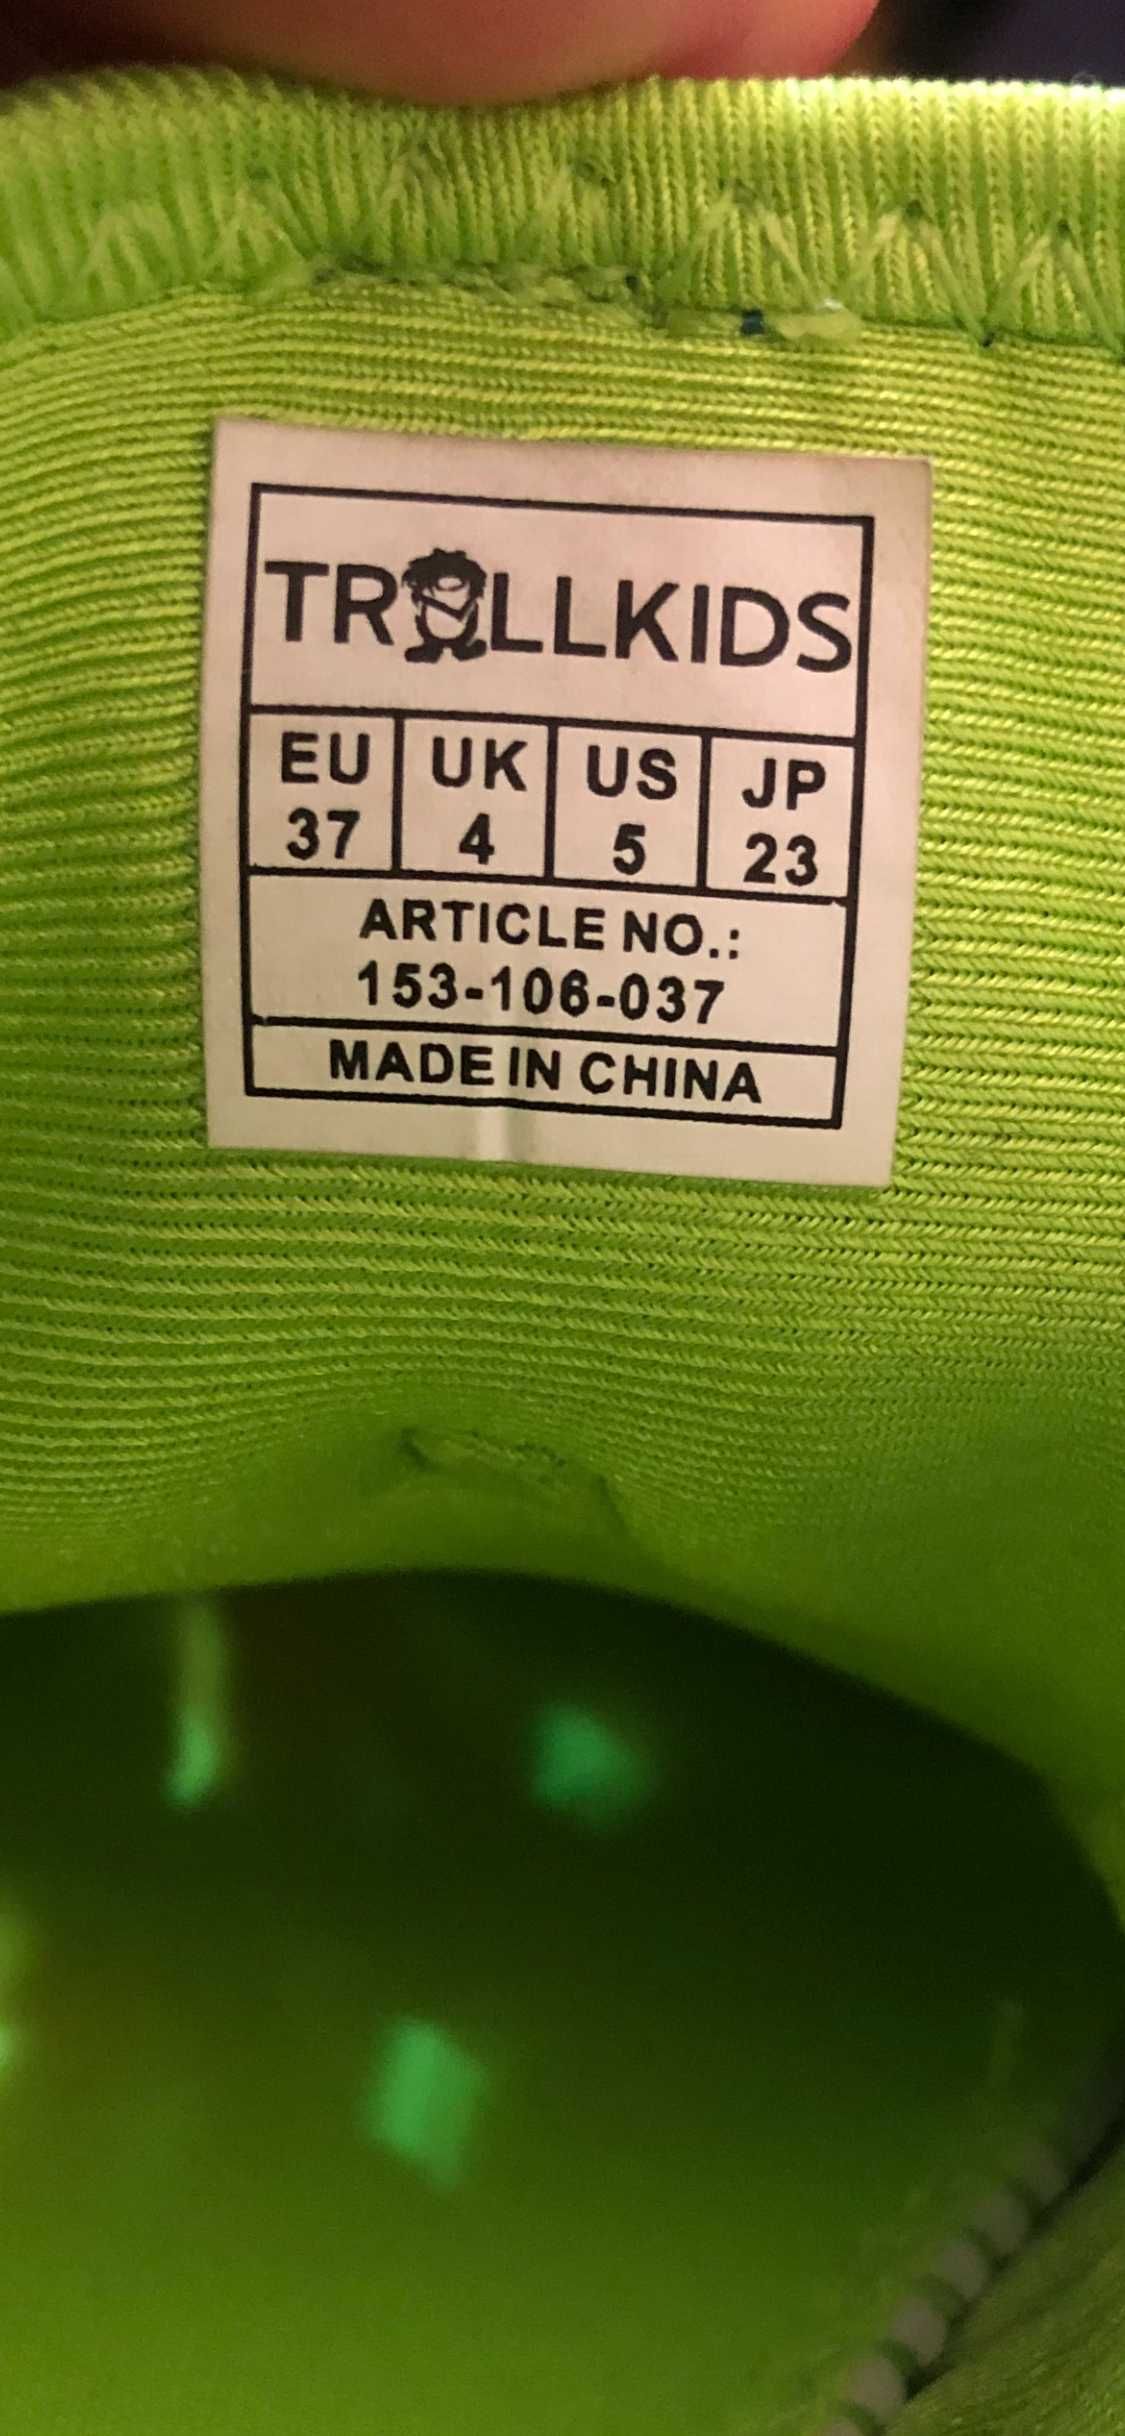 TROLLKIDS
EU UK US JP
37 4 5 23
ARTICLE NO.:
153-106-037
MADE IN CHINA